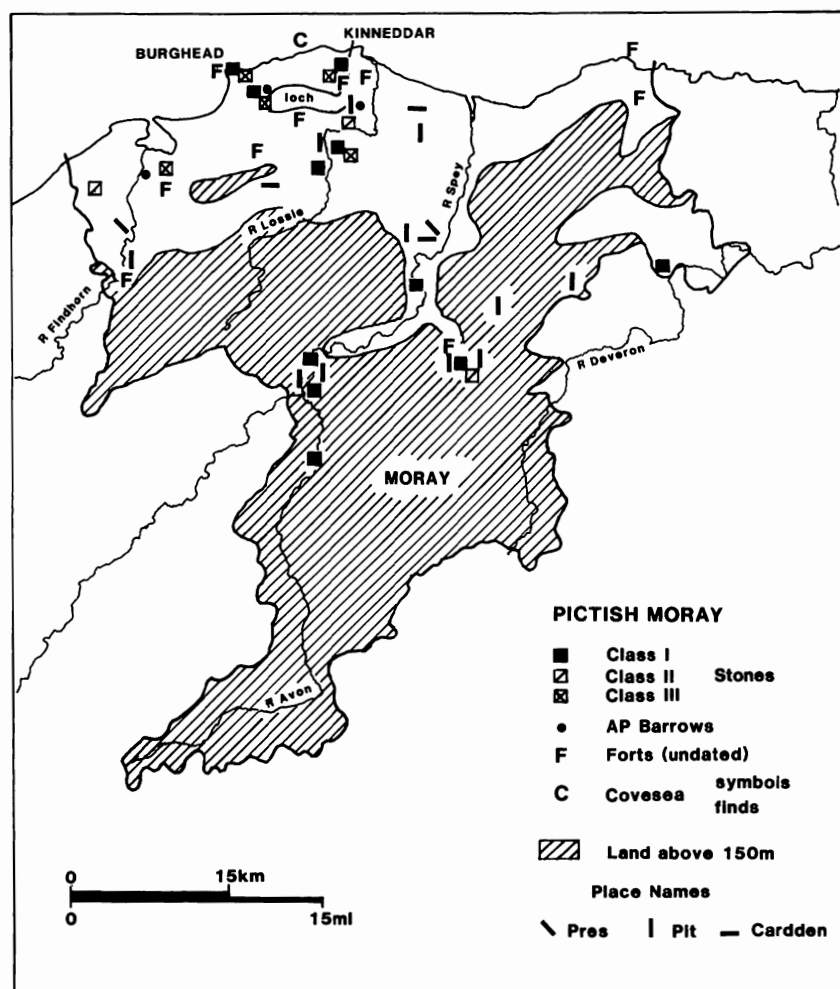 C
KINNEDDAR
BURGHEAD
F
F
F
F
F
loch
F
F
F
F
R Spey
R Lossie
F
R Findhorn
F
R Deveron
MORAY
R Avon
PICTISH MORAY
Class I
Class II Stones
Class III
AP Barrows
F Forts (undated)
C Covesea symbols
finds
Land above 150m
0 15km
0 15ml
Place Names
Pres Pit Cardden